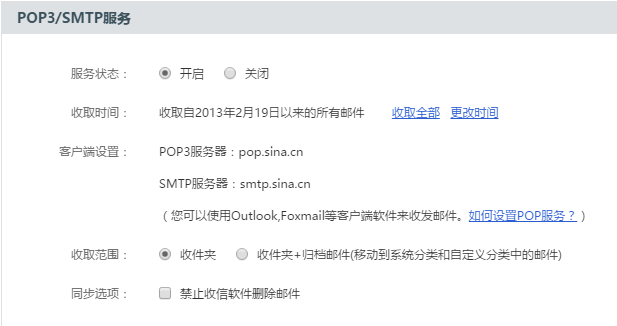 POP3/SMTP服务
服务状态： 开启 关闭
收取时间： 收取自2013年2月19日以来的所有邮件 收取全部 更改时间
客户端设置： POP3服务器：pop.sina.cn
SMTP服务器：smtp.sina.cn
（您可以使用Outlook,Foxmail等客户端软件来收发邮件。如何设置POP服务？）
收取范围： 收件夹 收件夹+归档邮件(移动到系统分类和自定义分类中的邮件)
同步选项： 禁止收信软件删除邮件